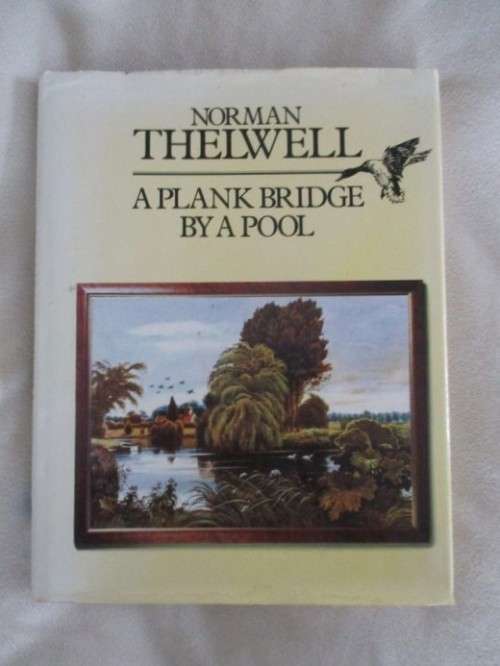 NORMAN
THELWELL
A PLANK BRIDGE
BY A POOL